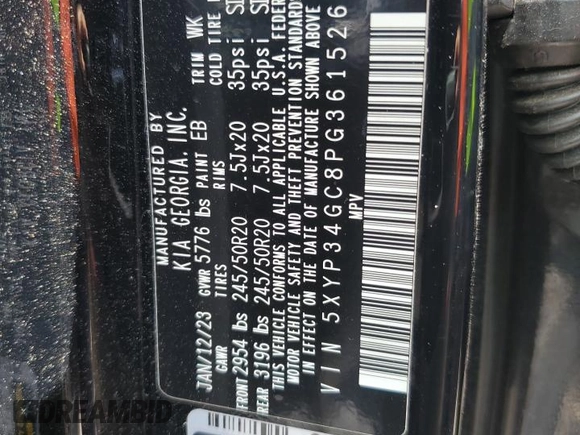 MANUFACTURED BY
KIA GEORGIA, INC.
JAN/12/23 GVWR 5776 lbs PAINT EB TRIM WK
GAWR TIRES RIMS COLD TIRE
FRONT 2954 lbs 245/50R20 7.5Jx20 35psi
REAR 3196 lbs 245/50R20 7.5Jx20 35psi
THIS VEHICLE CONFORMS TO ALL APPLICABLE U.S.A. FEDER
MOTOR VEHICLE SAFETY AND THEFT PREVENTION STANDARD
IN EFFECT ON THE DATE OF MANUFACTURE SHOWN ABOVE
VIN 5XYP34GC8PG361526
MPV
DREAMBID